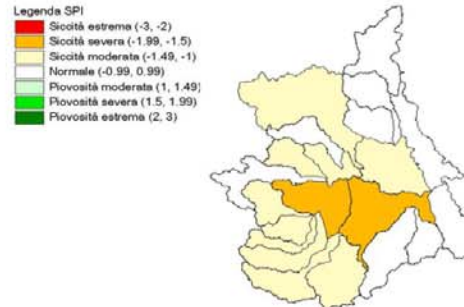 Legenda SPI
Siccità estrema (-3, -2)
Siccità severa (-1.99, -1.5)
Siccità moderata (-1.49, -1)
Normale (-0.99, 0.99)
Piovosità moderata (1, 1.49)
Piovosità severa (1.5, 1.99)
Piovosità estrema (2, 3)